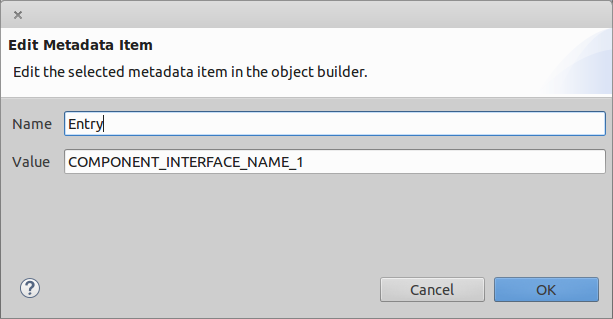 Edit Metadata Item
Edit the selected metadata item in the object builder.
Name Entry
Value COMPONENT_INTERFACE_NAME_1
? Cancel OK